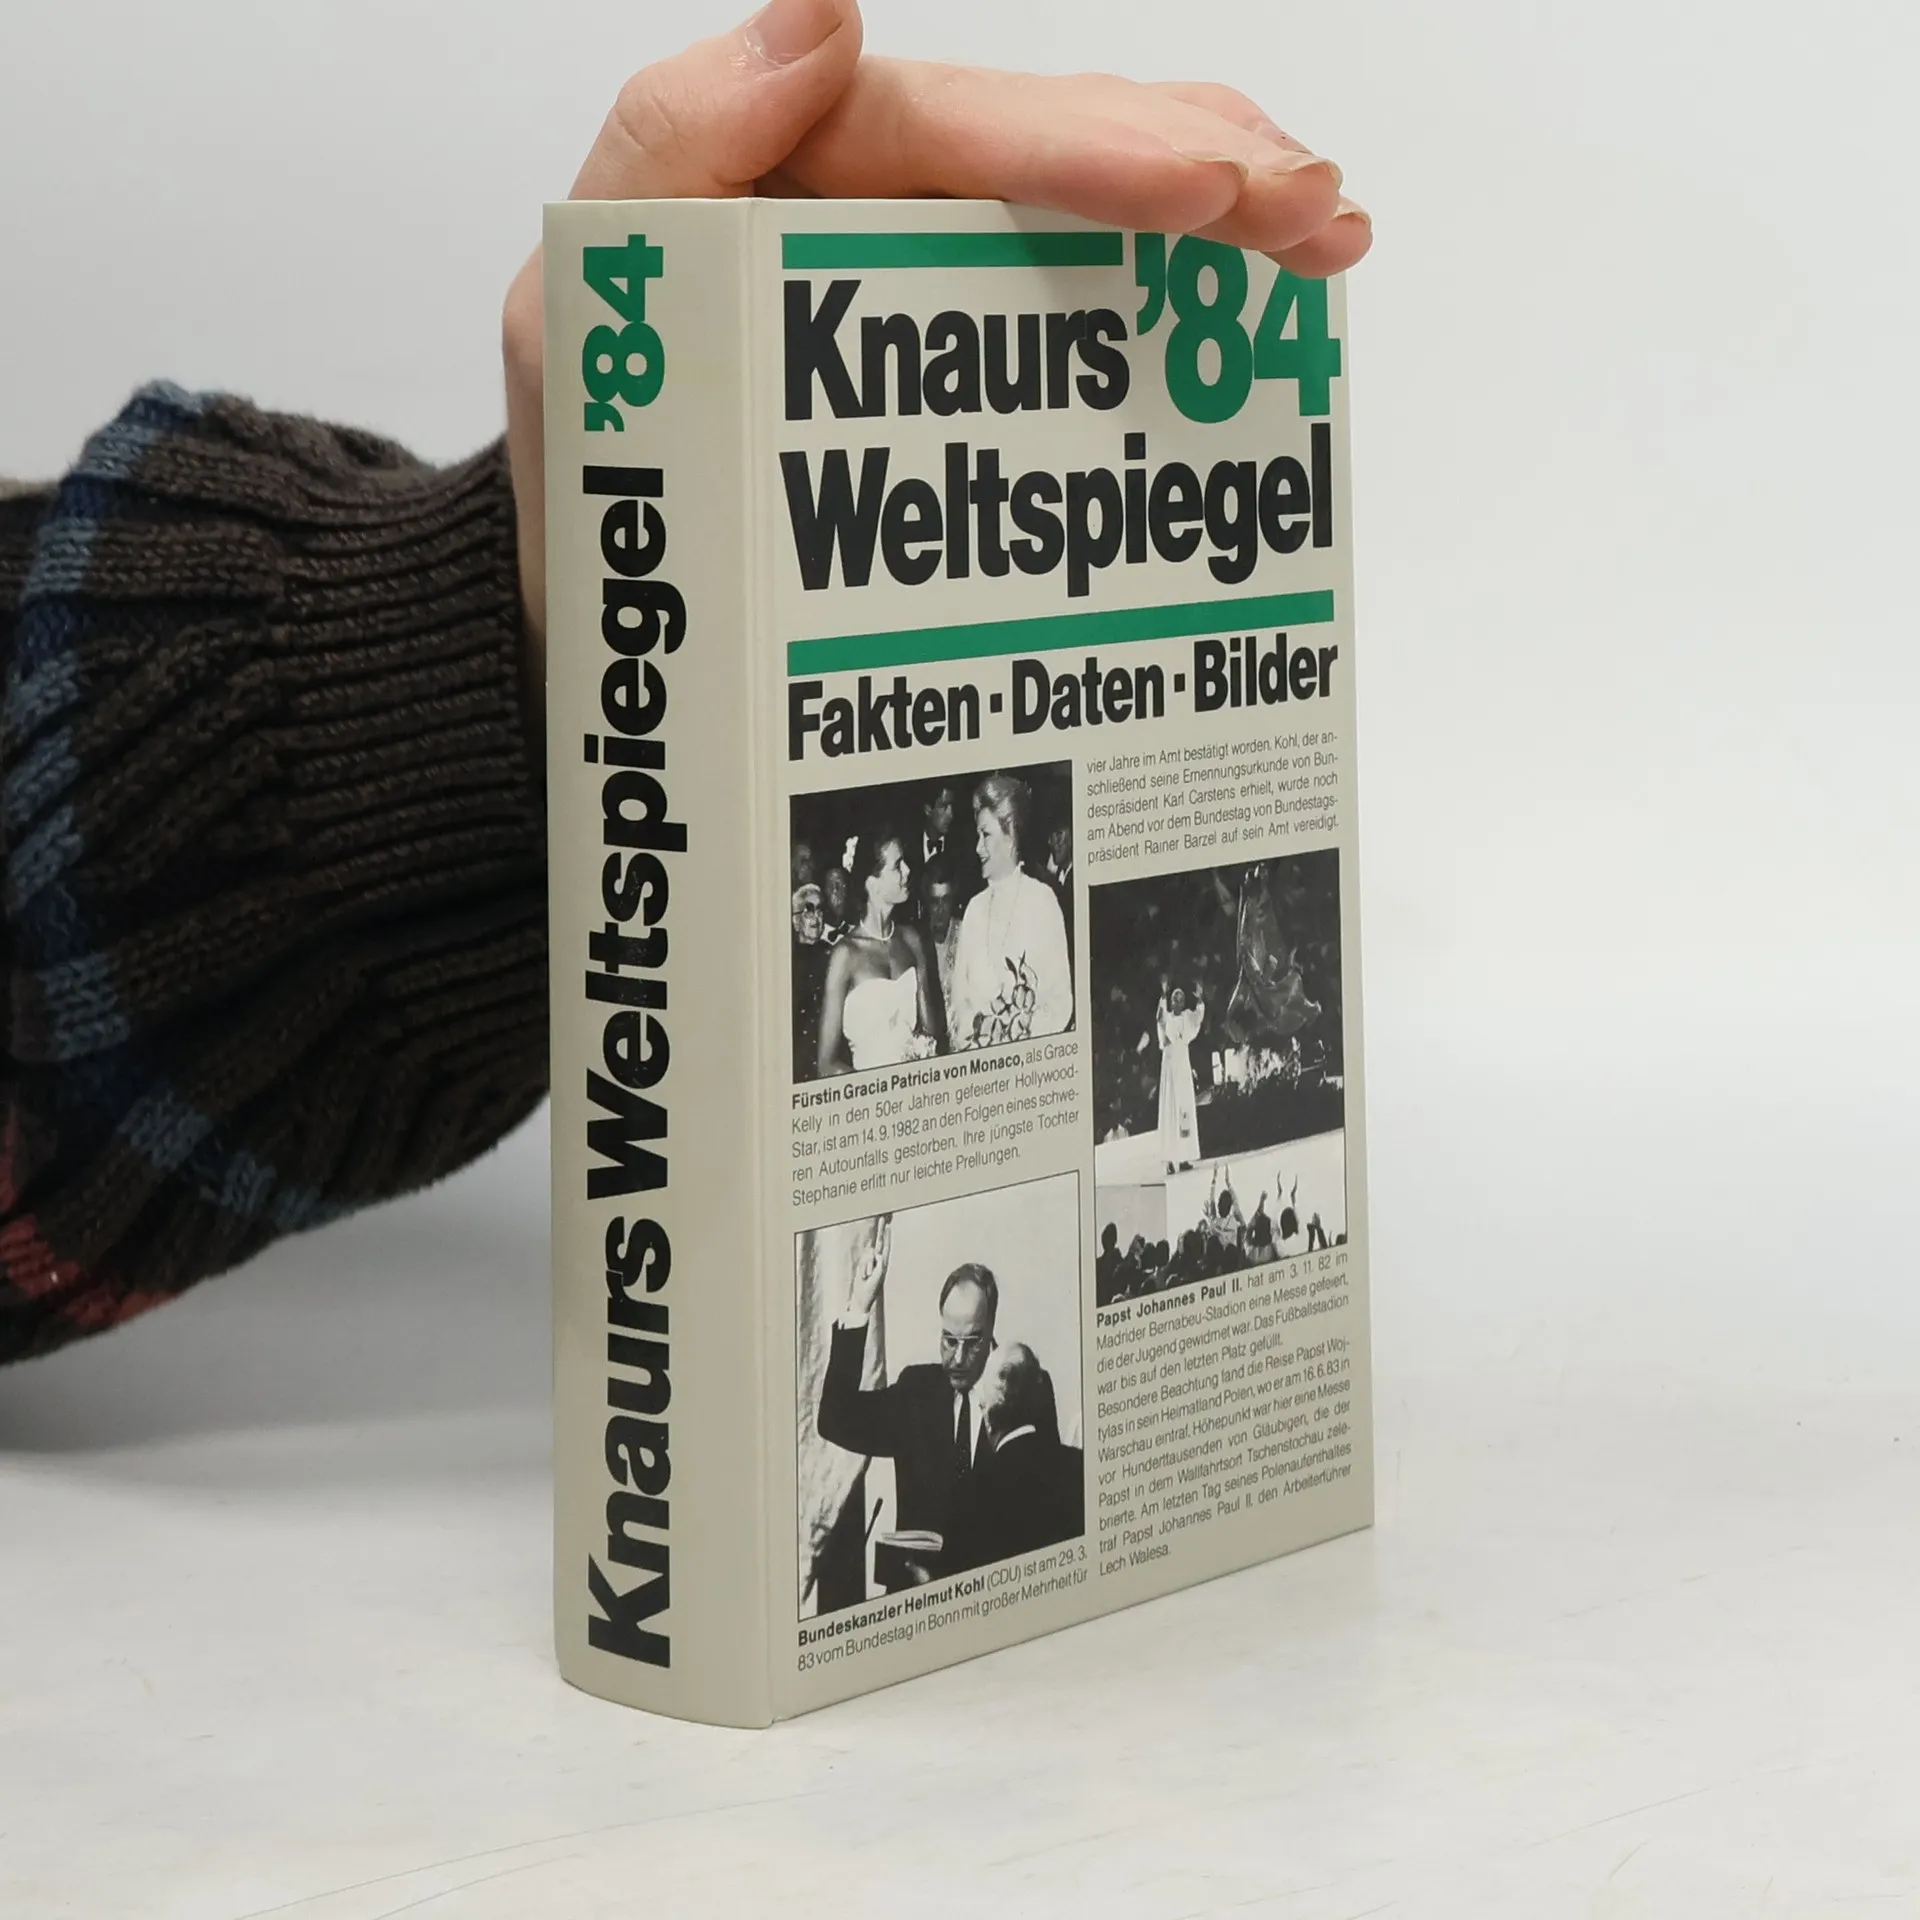 Knaurs Weltspiegel '84
Knaurs '84
Weltspiegel
Fakten · Daten · Bilder
Fürstin Gracia Patricia von Monaco, als Grace
Kelly in den 50er Jahren gefeierter Hollywood-
Star, ist am 14.9.1982 an den Folgen eines schwe-
ren Autounfalls gestorben. Ihre jüngste Tochter
Stephanie erlitt nur leichte Prellungen.
Bundeskanzler Helmut Kohl (CDU) ist am 29.3.
83 vom Bundestag in Bonn mit großer Mehrheit für
vier Jahre im Amt bestätigt worden. Kohl, der an-
schließend seine Ernennungsurkunde von Bun-
despräsident Karl Carstens erhielt, wurde noch
am Abend vor dem Bundestag von Bundestags-
präsident Rainer Barzel auf sein Amt vereidigt.
Papst Johannes Paul II. hat am 3. 11. 82 im
Madrider Bernabeu-Stadion eine Messe gefeiert,
die der Jugend gewidmet war. Das Fußballstadion
war bis auf den letzten Platz gefüllt.
Besondere Beachtung fand die Reise Papst Woj-
tylas in sein Heimatland Polen, wo er am 16.6.83 in
Warschau eintraf. Höhepunkt war hier eine Messe
vor Hunderttausenden von Gläubigen, die der
Papst in dem Wallfahrtsort Tschenstochau zele-
brierte. Am letzten Tag seines Polenaufenthaltes
traf Papst Johannes Paul II. den Arbeiterführer
Lech Walesa.